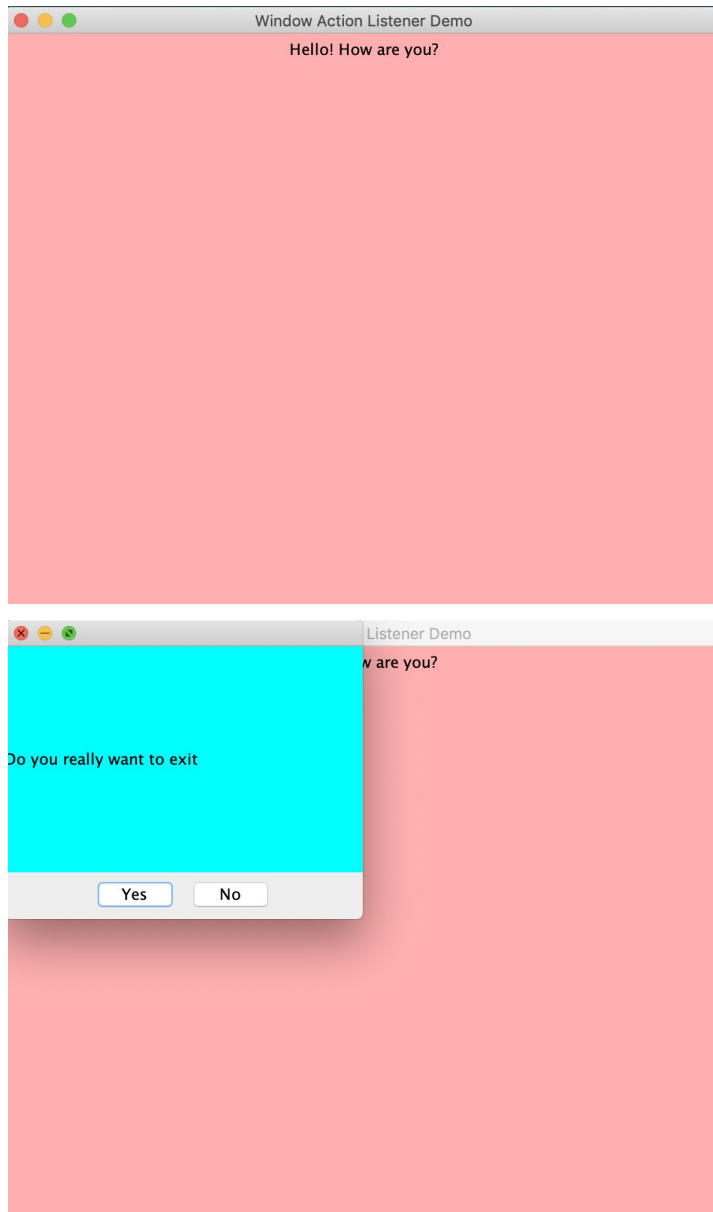 Window Action Listener Demo
Hello! How are you?
Listener Demo
w are you?
Do you really want to exit
Yes No